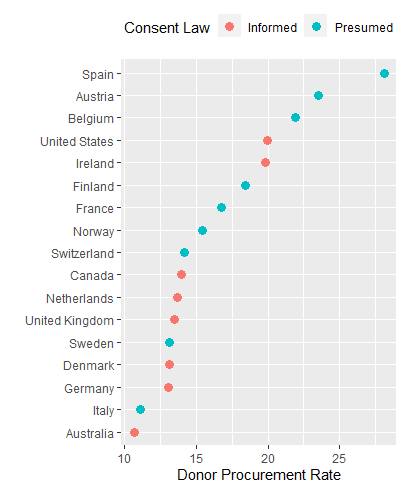 Consent Law Informed Presumed
Spain
Austria
Belgium
United States
Ireland
Finland
France
Norway
Switzerland
Canada
Netherlands
United Kingdom
Sweden
Denmark
Germany
Italy
Australia
10 15 20 25
Donor Procurement Rate